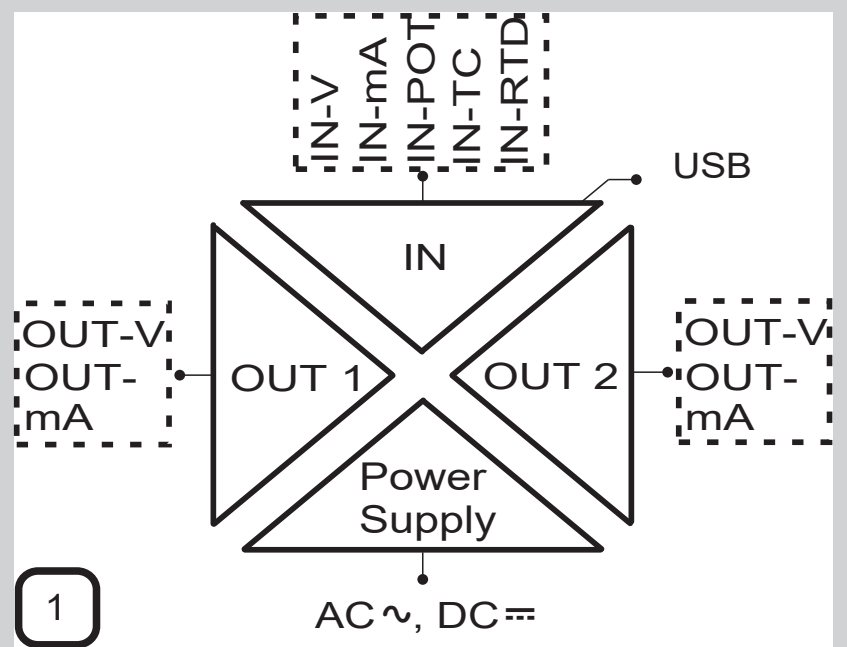 IN-V
IN-mA
IN-POT
IN-TC
IN-RTD
USB
IN
OUT-V
OUT-
mA
OUT 1
OUT 2
OUT-V
OUT-
mA
Power
Supply
AC∿, DC⎓
1